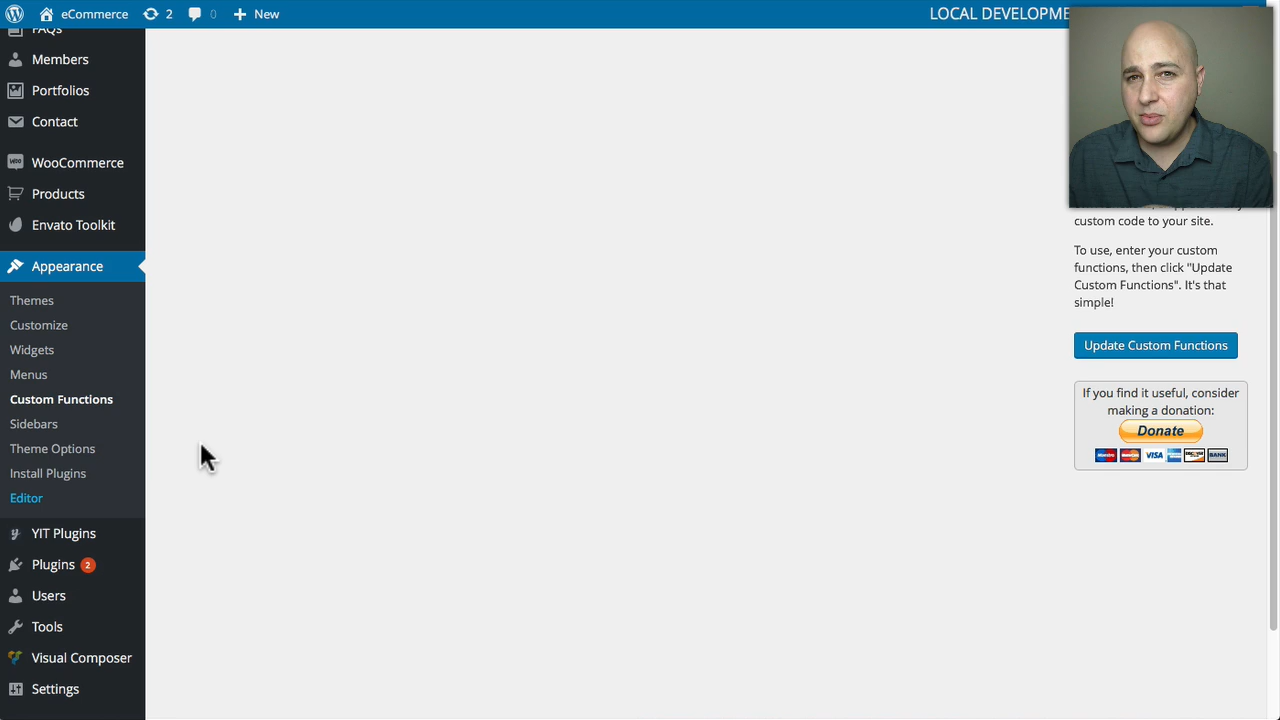 eCommerce 2 0 New LOCAL DEVELOPME
FAQs
Members
Portfolios
Contact
WooCommerce
Products
Envato Toolkit
Appearance
Themes
Customize
Widgets
Menus
Custom Functions
Sidebars
Theme Options
Install Plugins
Editor
YIT Plugins
Plugins 2
Users
Tools
Visual Composer
Settings
custom code to your site.
To use, enter your custom
functions, then click "Update
Custom Functions". It's that
simple!
Update Custom Functions
If you find it useful, consider
making a donation:
Donate
VISA
BANK